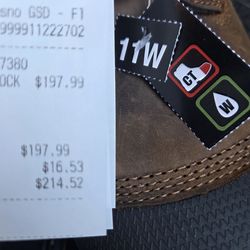 sno GSD - F1
999911222702
7380
OCK $197.99
$197.99
$16.53
$214.52
11W
CT
W